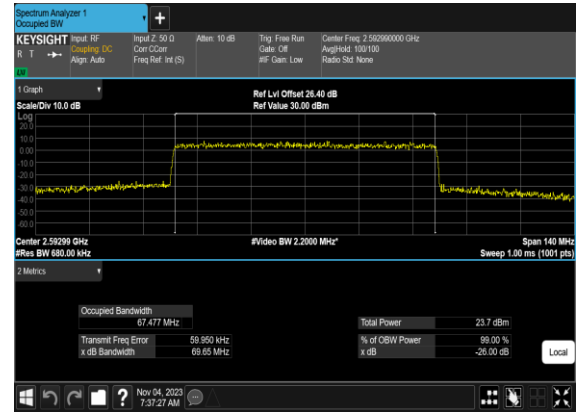 Spectrum Analyzer 1
Occupied BW
+
KEYSIGHT Input: RF Input Z: 50 Ω Atten: 10 dB Trig: Free Run Center Freq: 2.592990000 GHz
R T Coupling: DC Corr CCorr Gate: Off Avg|Hold: 100/100
Align: Auto Freq Ref: Int (S) #IF Gain: Low Radio Std: None
LXI
1 Graph Ref Lvl Offset 26.40 dB
Scale/Div 10.0 dB Ref Value 30.00 dBm
Log
20.0
10.0
0.00
-10.0
-20.0
-30.0
-40.0
-50.0
-60.0
Center 2.59299 GHz #Video BW 2.2000 MHz* Span 140 MHz
#Res BW 680.00 kHz Sweep 1.00 ms (1001 pts)
2 Metrics
Occupied Bandwidth
67.477 MHz Total Power 23.7 dBm
Transmit Freq Error 59.950 kHz % of OBW Power 99.00 %
x dB Bandwidth 69.65 MHz x dB -26.00 dB
Local
? Nov 04, 2023
7:37:27 AM